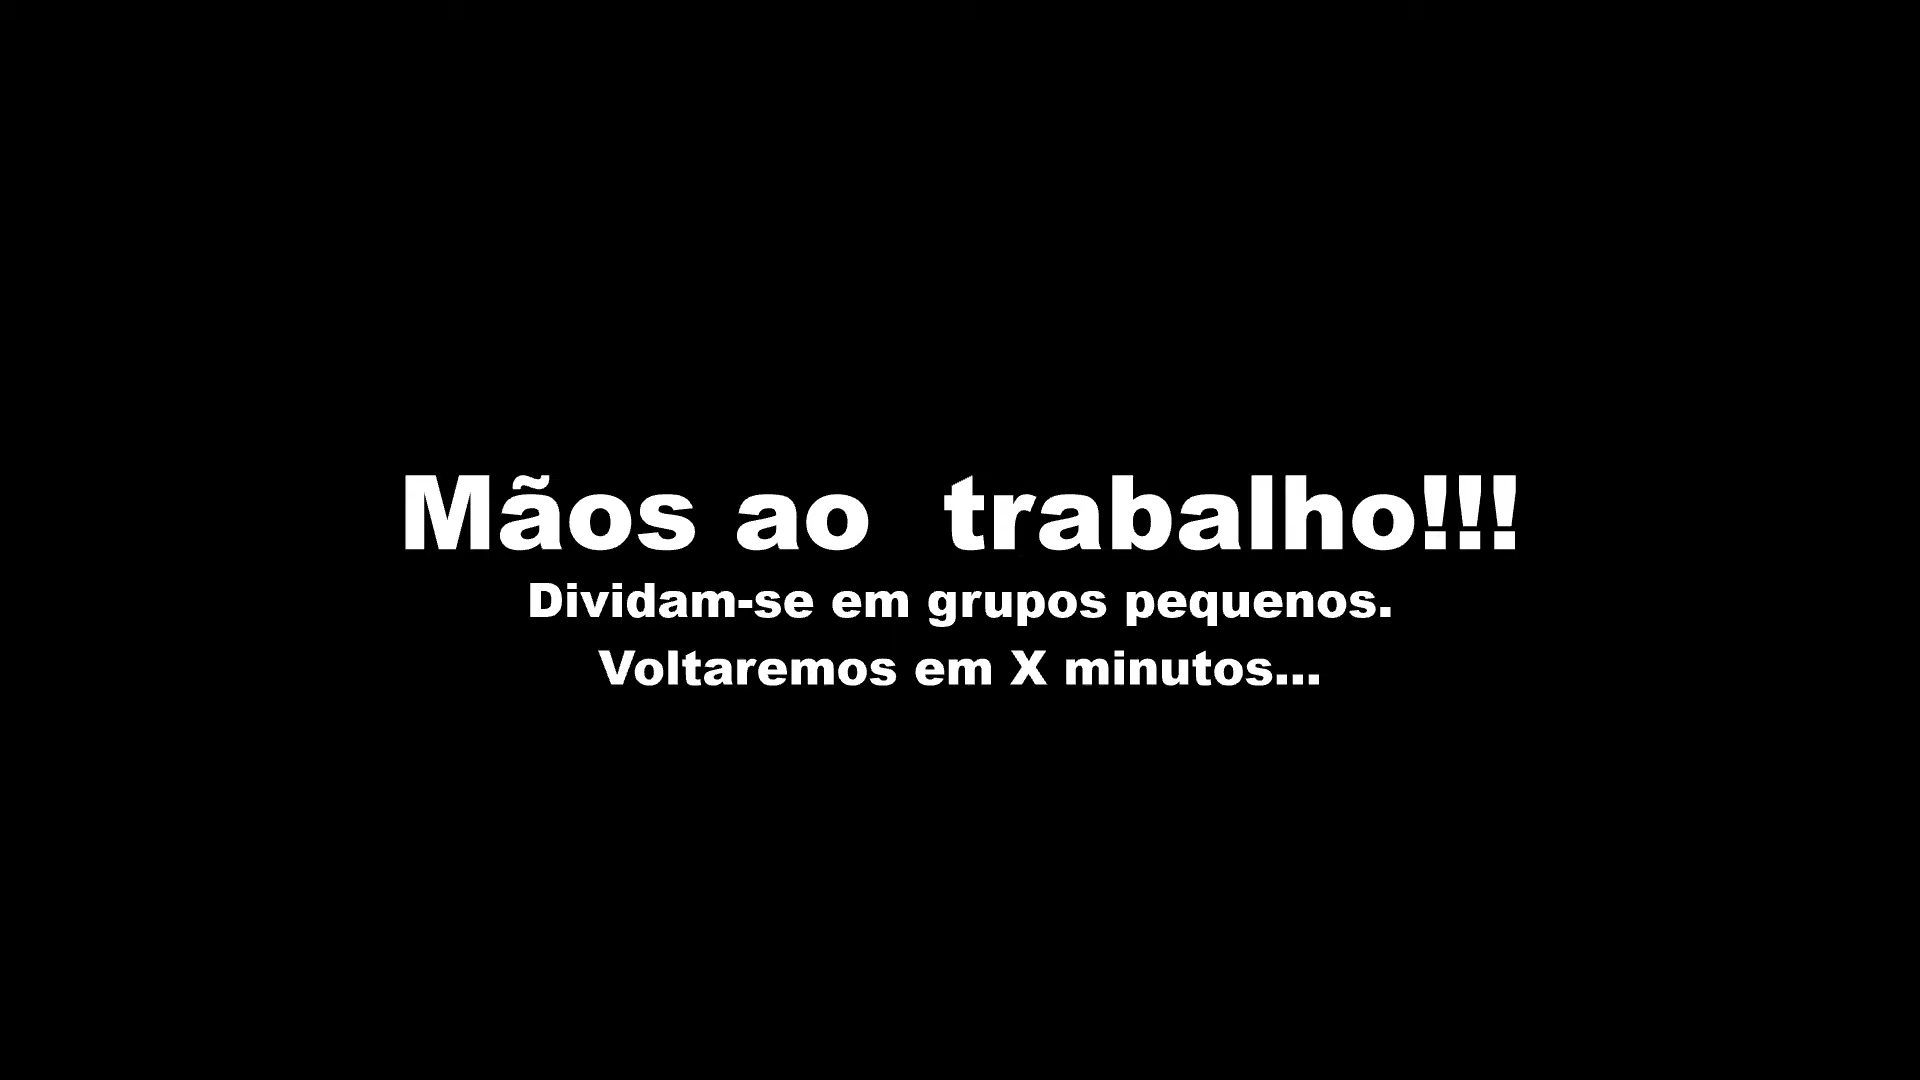 Mãos ao  trabalho!!!
Dividam-se em grupos pequenos.
Voltaremos em X minutos...